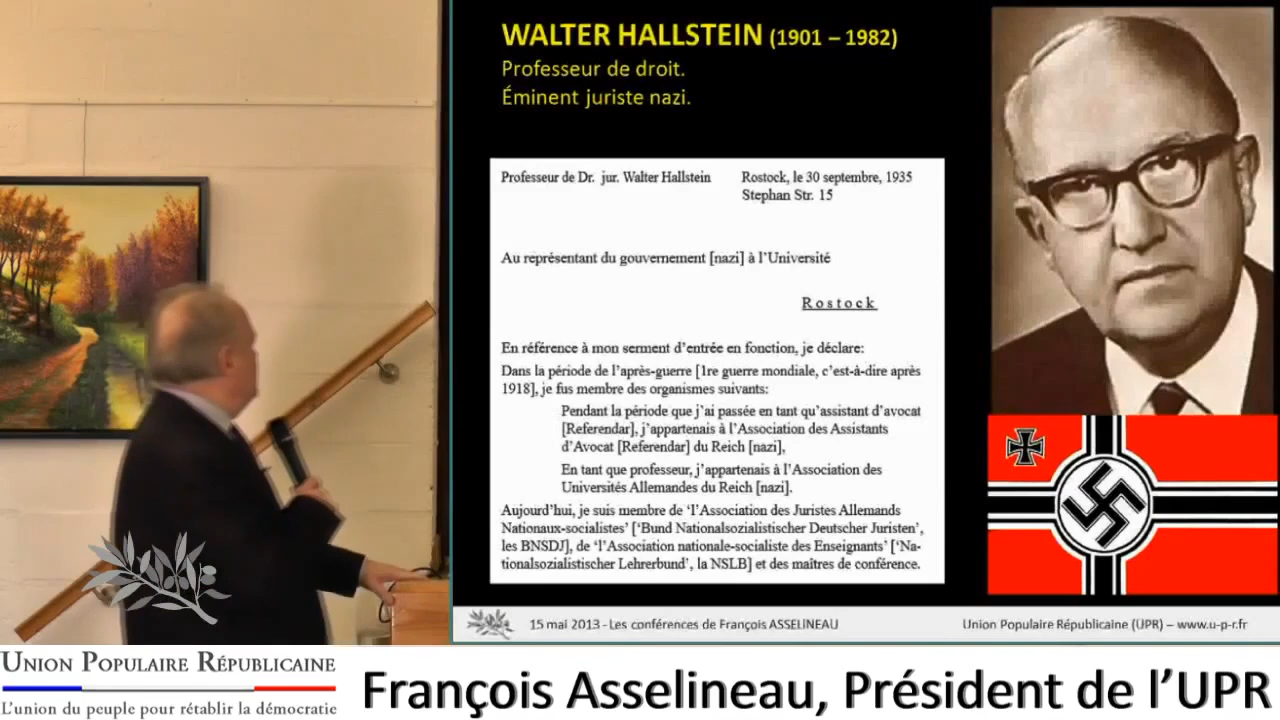 WALTER HALLSTEIN (1901 – 1982)
Professeur de droit.
Éminent juriste nazi.
Professeur de Dr. jur. Walter Hallstein
Rostock, le 30 septembre, 1935
Stephan Str. 15
Au représentant du gouvernement [nazi] à l'Université
Rostock
En référence à mon serment d'entrée en fonction, je déclare:
Dans la période de l'après-guerre [1re guerre mondiale, c'est-à-dire après
1918], je fus membre des organismes suivants:
Pendant la période que j'ai passée en tant qu'assistant d'avocat
[Referendar], j'appartenais à l'Association des Assistants
d'Avocat [Referendar] du Reich [nazi],
En tant que professeur, j'appartenais à l'Association des
Universités Allemandes du Reich [nazi].
Aujourd'hui, je suis membre de 'l'Association des Juristes Allemands
Nationaux-socialistes' ['Bund Nationalsozialistischer Deutscher Juristen',
les BNSDJ], de 'l'Association nationale-socialiste des Enseignants' ['Na-
tionalsozialistischer Lehrerbund', la NSLB] et des maîtres de conférence.
15 mai 2013 - Les conférences de François ASSELINEAU
Union Populaire Républicaine (UPR) – www.u-p-r.fr
UNION POPULAIRE RÉPUBLICAINE
L'union du peuple pour rétablir la démocratie
François Asselineau, Président de l'UPR